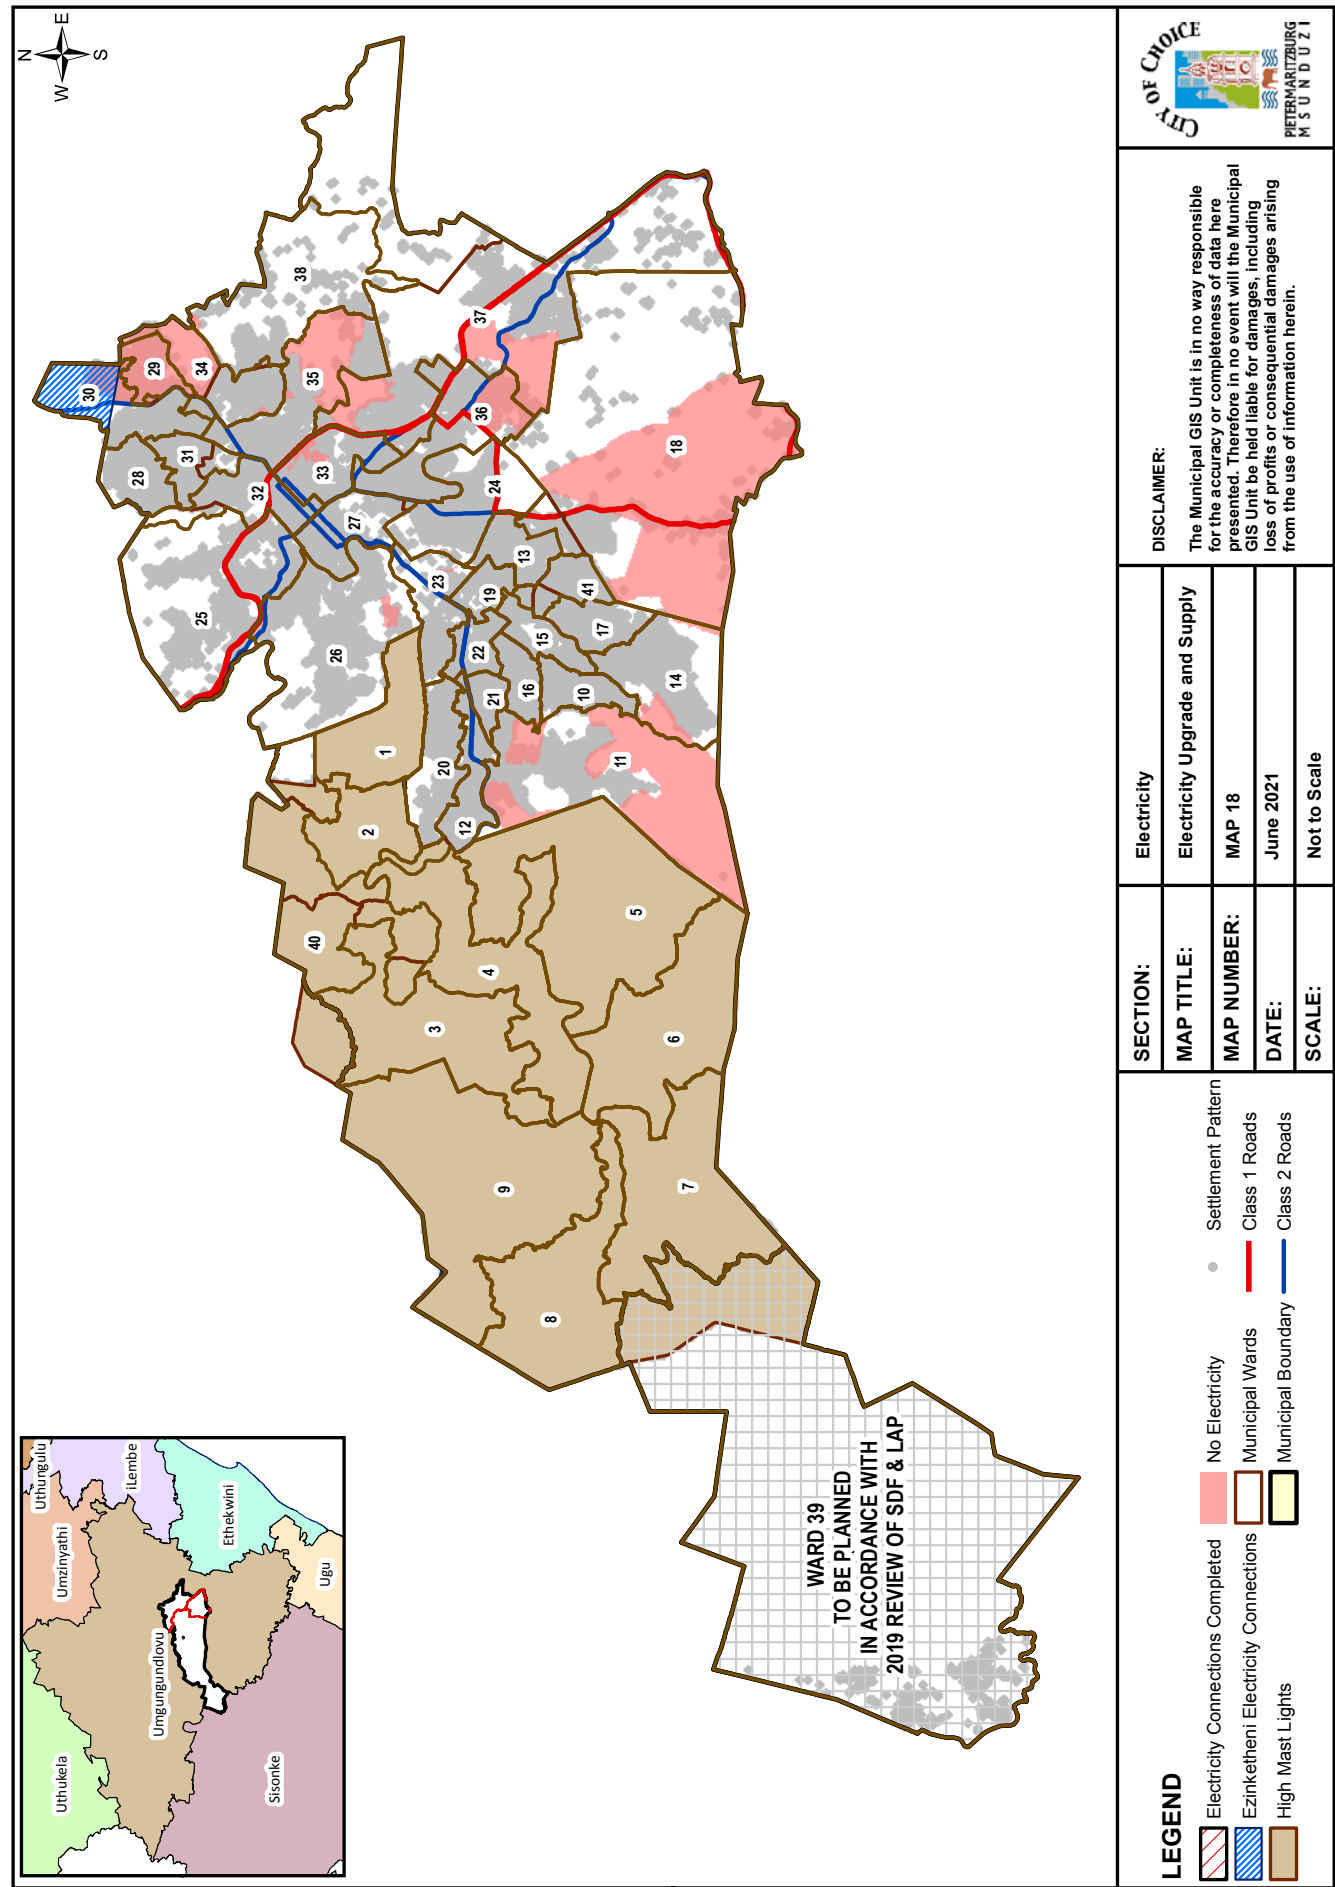 N
E
S
W
Uthungulu
Umzinyathi
iLembe
Uthukela
Umgungundlovu
Ethekwini
Ugu
Sisonke
30
29
34
28
31
38
35
32
33
37
36
18
24
27
25
26
23
13
19
41
22
15
17
21
16
10
14
1
20
11
12
2
40
5
4
3
6
9
7
8
WARD 39
TO BE PLANNED
IN ACCORDANCE WITH
2019 REVIEW OF SDF & LAP
LEGEND
Electricity Connections Completed
Ezinketheni Electricity Connections
High Mast Lights
No Electricity
Municipal Wards
Municipal Boundary
Settlement Pattern
Class 1 Roads
Class 2 Roads
SECTION: Electricity
MAP TITLE: Electricity Upgrade and Supply
MAP NUMBER: MAP 18
DATE: June 2021
SCALE: Not to Scale
DISCLAIMER:
The Municipal GIS Unit is in no way responsible
for the accuracy or completeness of data here
presented. Therefore in no event will the Municipal
GIS Unit be held liable for damages, including
loss of profits or consequential damages arising
from the use of information herein.
CITY OF CHOICE
PIETERMARITZBURG
MSUNDUZI